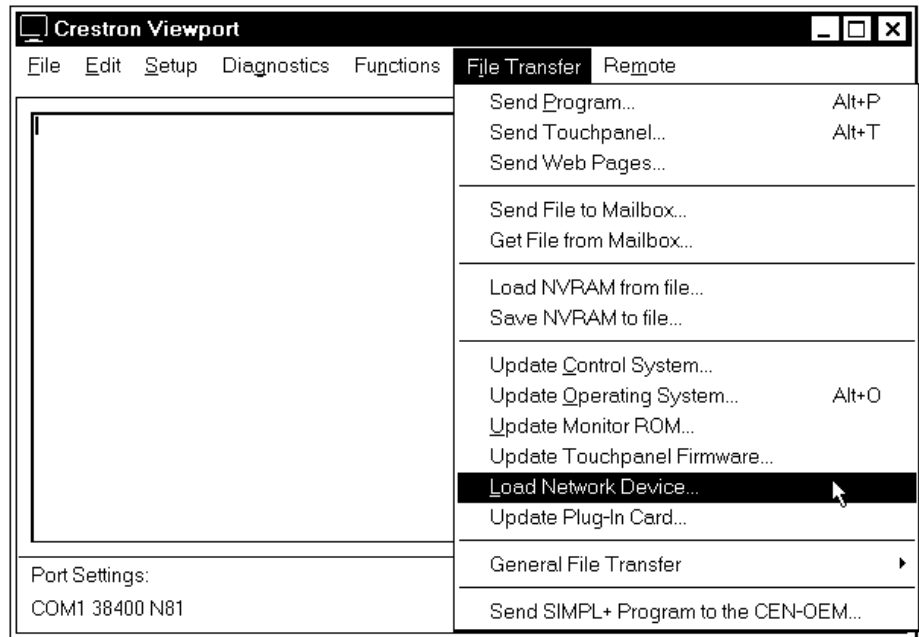 Crestron Viewport
File Edit Setup Diagnostics Functions File Transfer Remote
Send Program... Alt+P
Send Touchpanel... Alt+T
Send Web Pages...
Send File to Mailbox...
Get File from Mailbox...
Load NVRAM from file...
Save NVRAM to file...
Update Control System...
Update Operating System... Alt+O
Update Monitor ROM...
Update Touchpanel Firmware...
Load Network Device...
Update Plug-In Card...
General File Transfer
Send SIMPL+ Program to the CEN-OEM...
Port Settings:
COM1 38400 N81